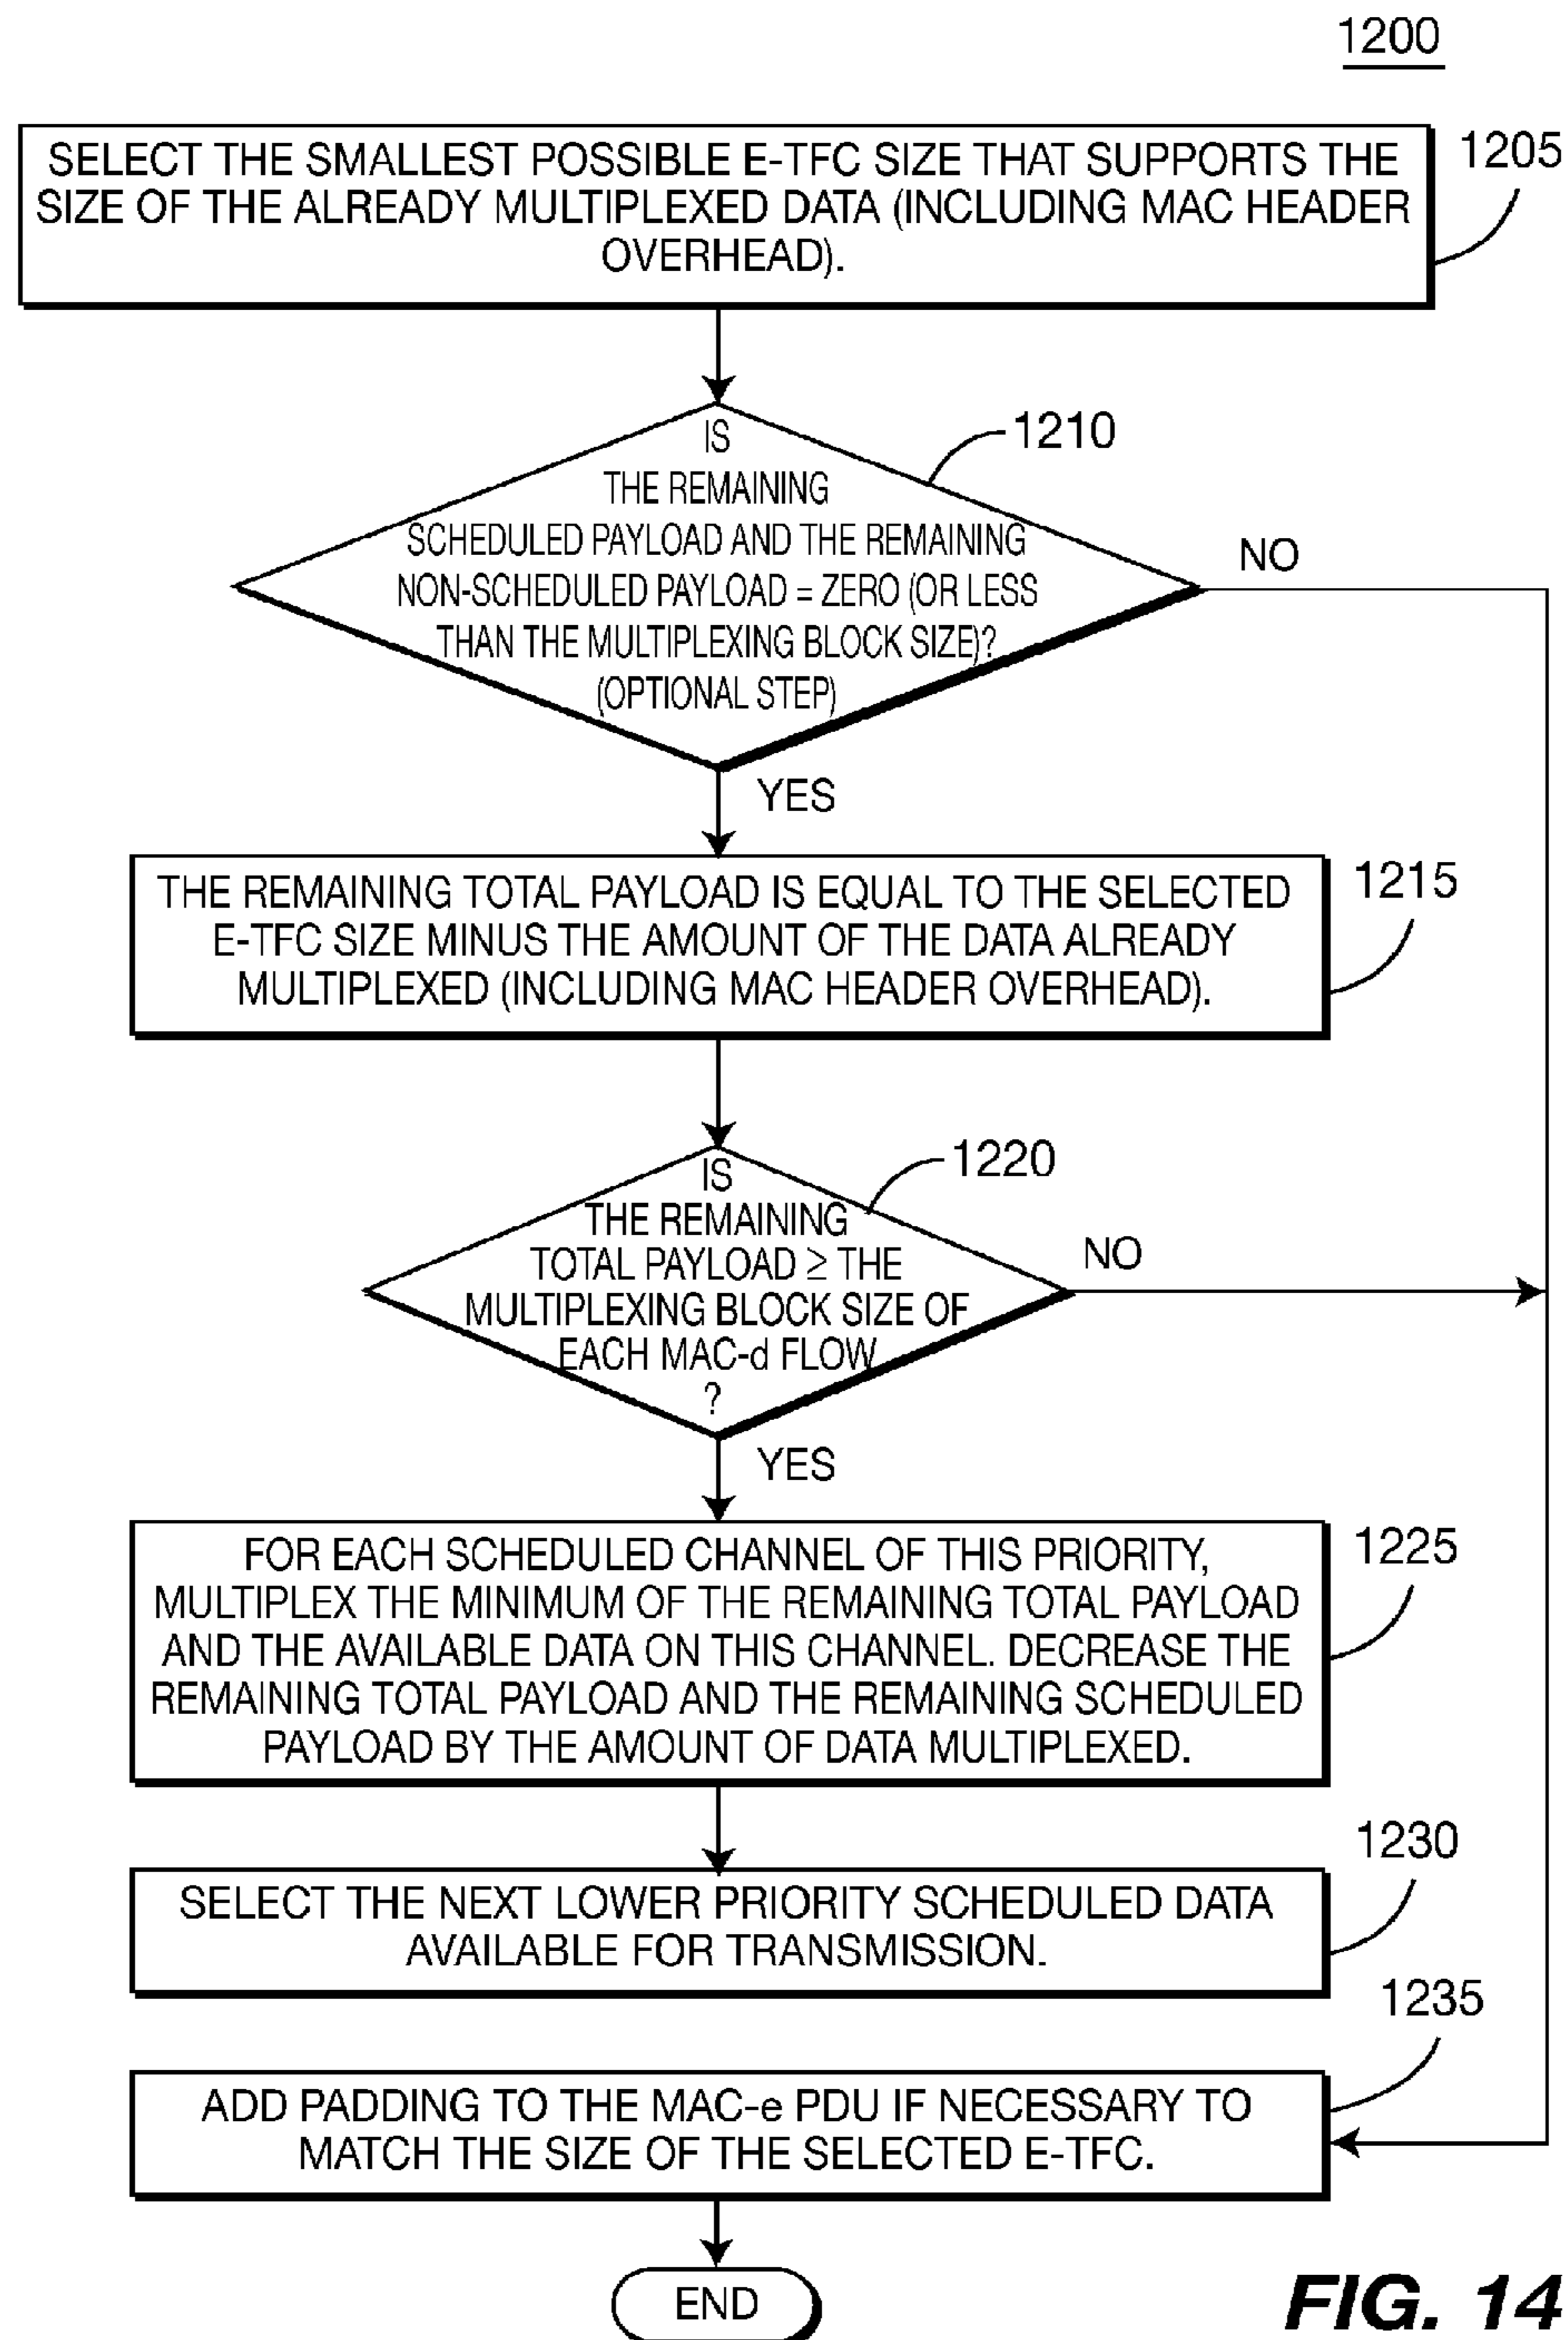 1200
SELECT THE SMALLEST POSSIBLE E-TFC SIZE THAT SUPPORTS THE
SIZE OF THE ALREADY MULTIPLEXED DATA (INCLUDING MAC HEADER
OVERHEAD).
1205
IS
THE REMAINING
SCHEDULED PAYLOAD AND THE REMAINING
NON-SCHEDULED PAYLOAD = ZERO (OR LESS
THAN THE MULTIPLEXING BLOCK SIZE)?
(OPTIONAL STEP)
1210
NO
YES
THE REMAINING TOTAL PAYLOAD IS EQUAL TO THE SELECTED
E-TFC SIZE MINUS THE AMOUNT OF THE DATA ALREADY
MULTIPLEXED (INCLUDING MAC HEADER OVERHEAD).
1215
IS
THE REMAINING
TOTAL PAYLOAD ≥ THE
MULTIPLEXING BLOCK SIZE OF
EACH MAC-d FLOW
?
1220
NO
YES
FOR EACH SCHEDULED CHANNEL OF THIS PRIORITY,
MULTIPLEX THE MINIMUM OF THE REMAINING TOTAL PAYLOAD
AND THE AVAILABLE DATA ON THIS CHANNEL. DECREASE THE
REMAINING TOTAL PAYLOAD AND THE REMAINING SCHEDULED
PAYLOAD BY THE AMOUNT OF DATA MULTIPLEXED.
1225
SELECT THE NEXT LOWER PRIORITY SCHEDULED DATA
AVAILABLE FOR TRANSMISSION.
1230
ADD PADDING TO THE MAC-e PDU IF NECESSARY TO
MATCH THE SIZE OF THE SELECTED E-TFC.
1235
END
FIG. 14